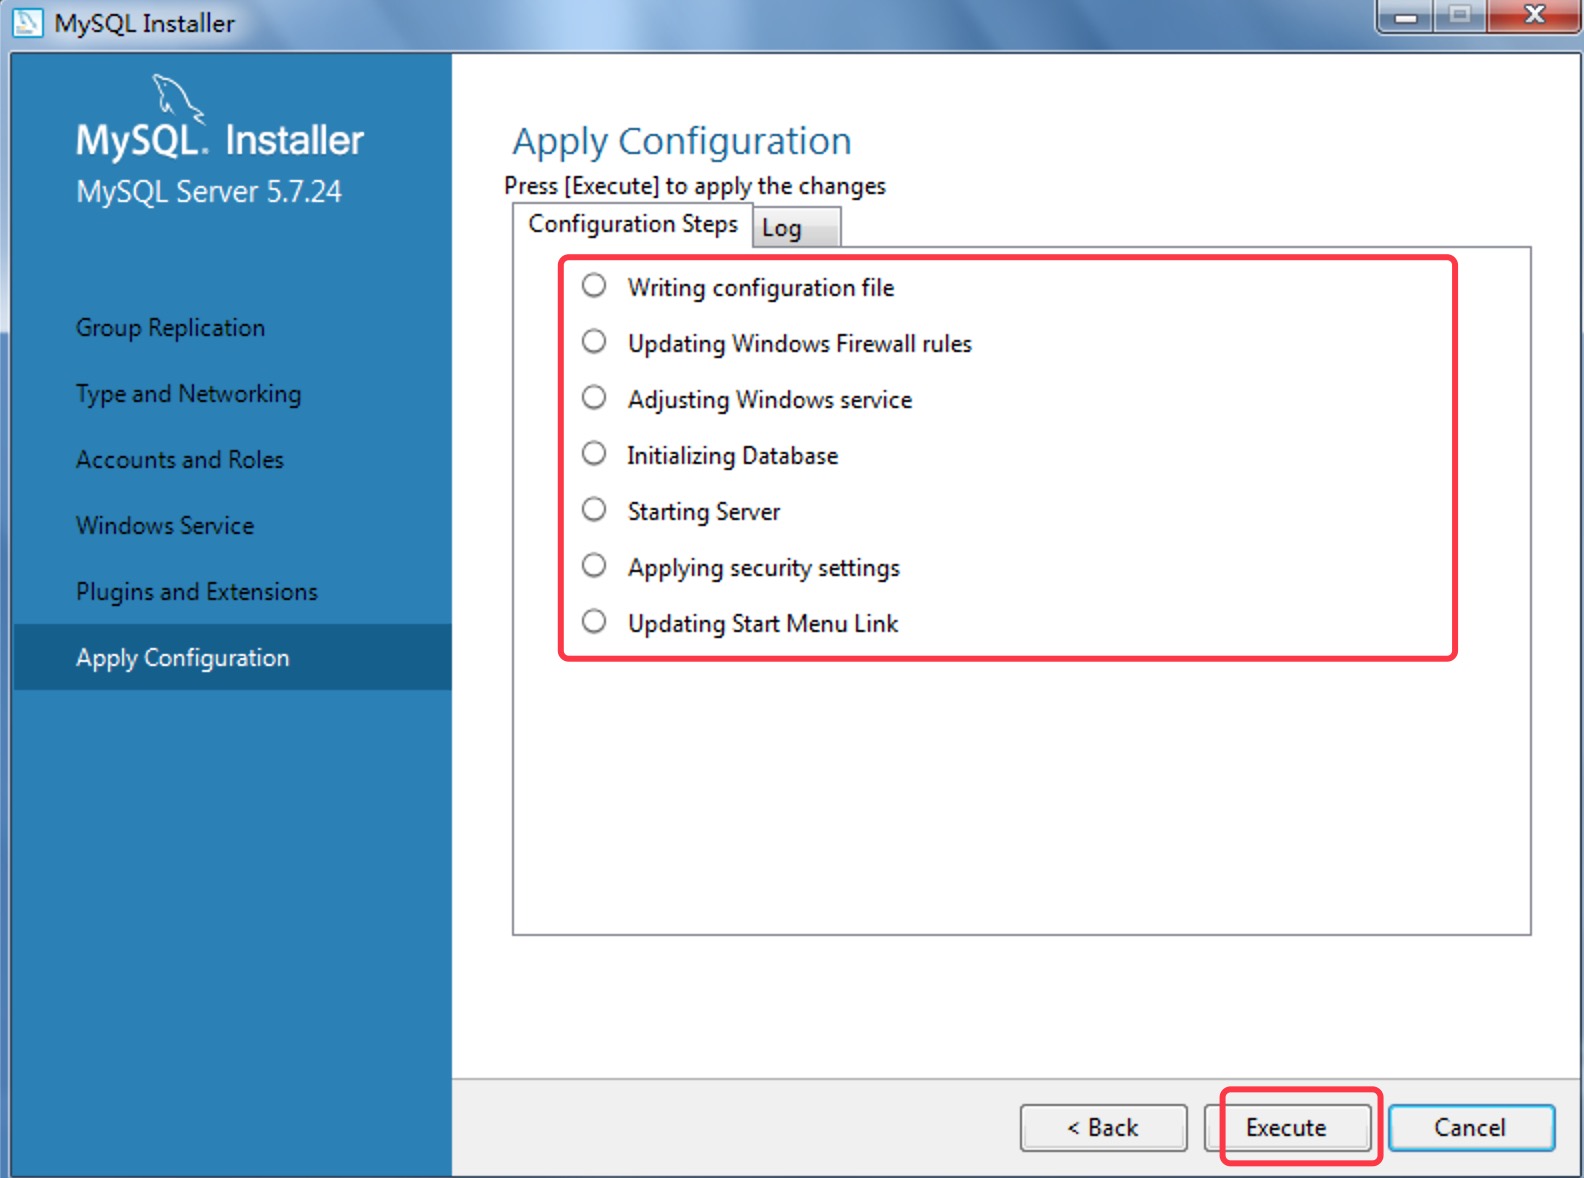 MySQL Installer
MySQL. Installer
MySQL Server 5.7.24
Group Replication
Type and Networking
Accounts and Roles
Windows Service
Plugins and Extensions
Apply Configuration
Apply Configuration
Press [Execute] to apply the changes
Configuration Steps
Log
Writing configuration file
Updating Windows Firewall rules
Adjusting Windows service
Initializing Database
Starting Server
Applying security settings
Updating Start Menu Link
< Back
Execute
Cancel